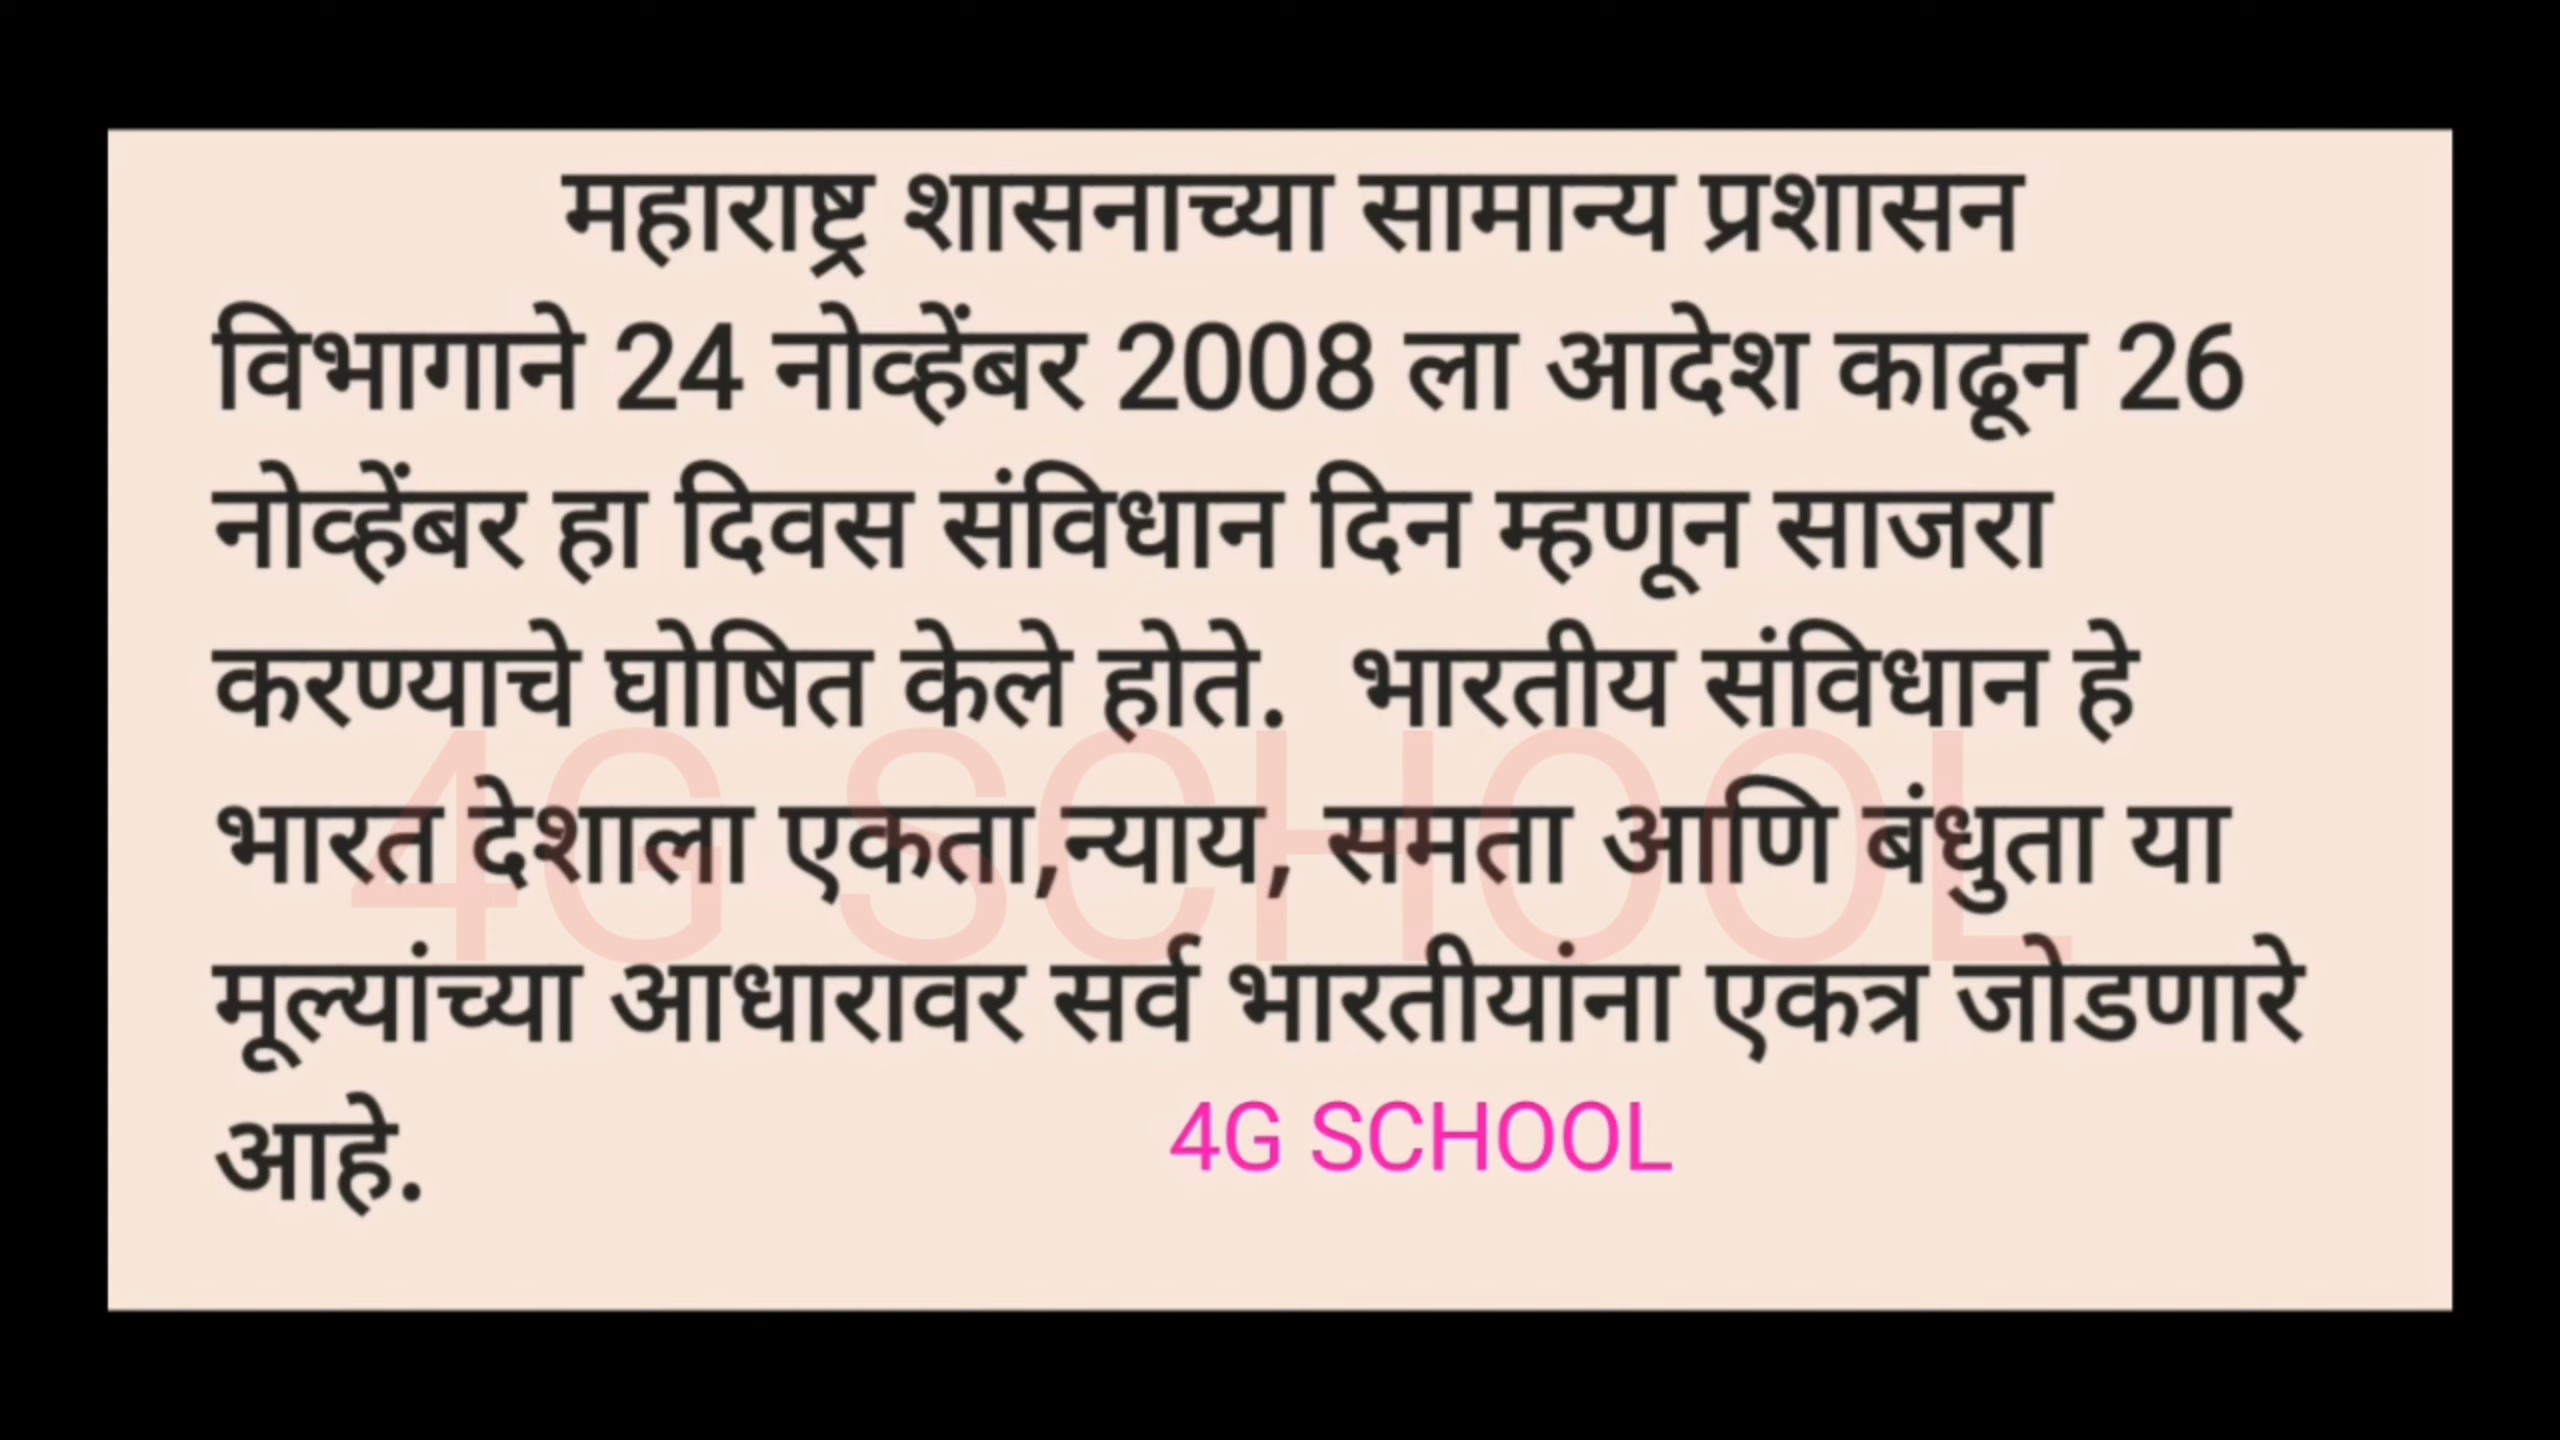 महाराष्ट्र शासनाच्या सामान्य प्रशासन
विभागाने 24 नोव्हेंबर 2008 ला आदेश काढून 26
नोव्हेंबर हा दिवस संविधान दिन म्हणून साजरा
करण्याचे घोषित केले होते. भारतीय संविधान हे
भारत देशाला एकता,न्याय, समता आणि बंधुता या
मूल्यांच्या आधारावर सर्व भारतीयांना एकत्र जोडणारे
आहे.
4G SCHOOL
4G SCHOOL